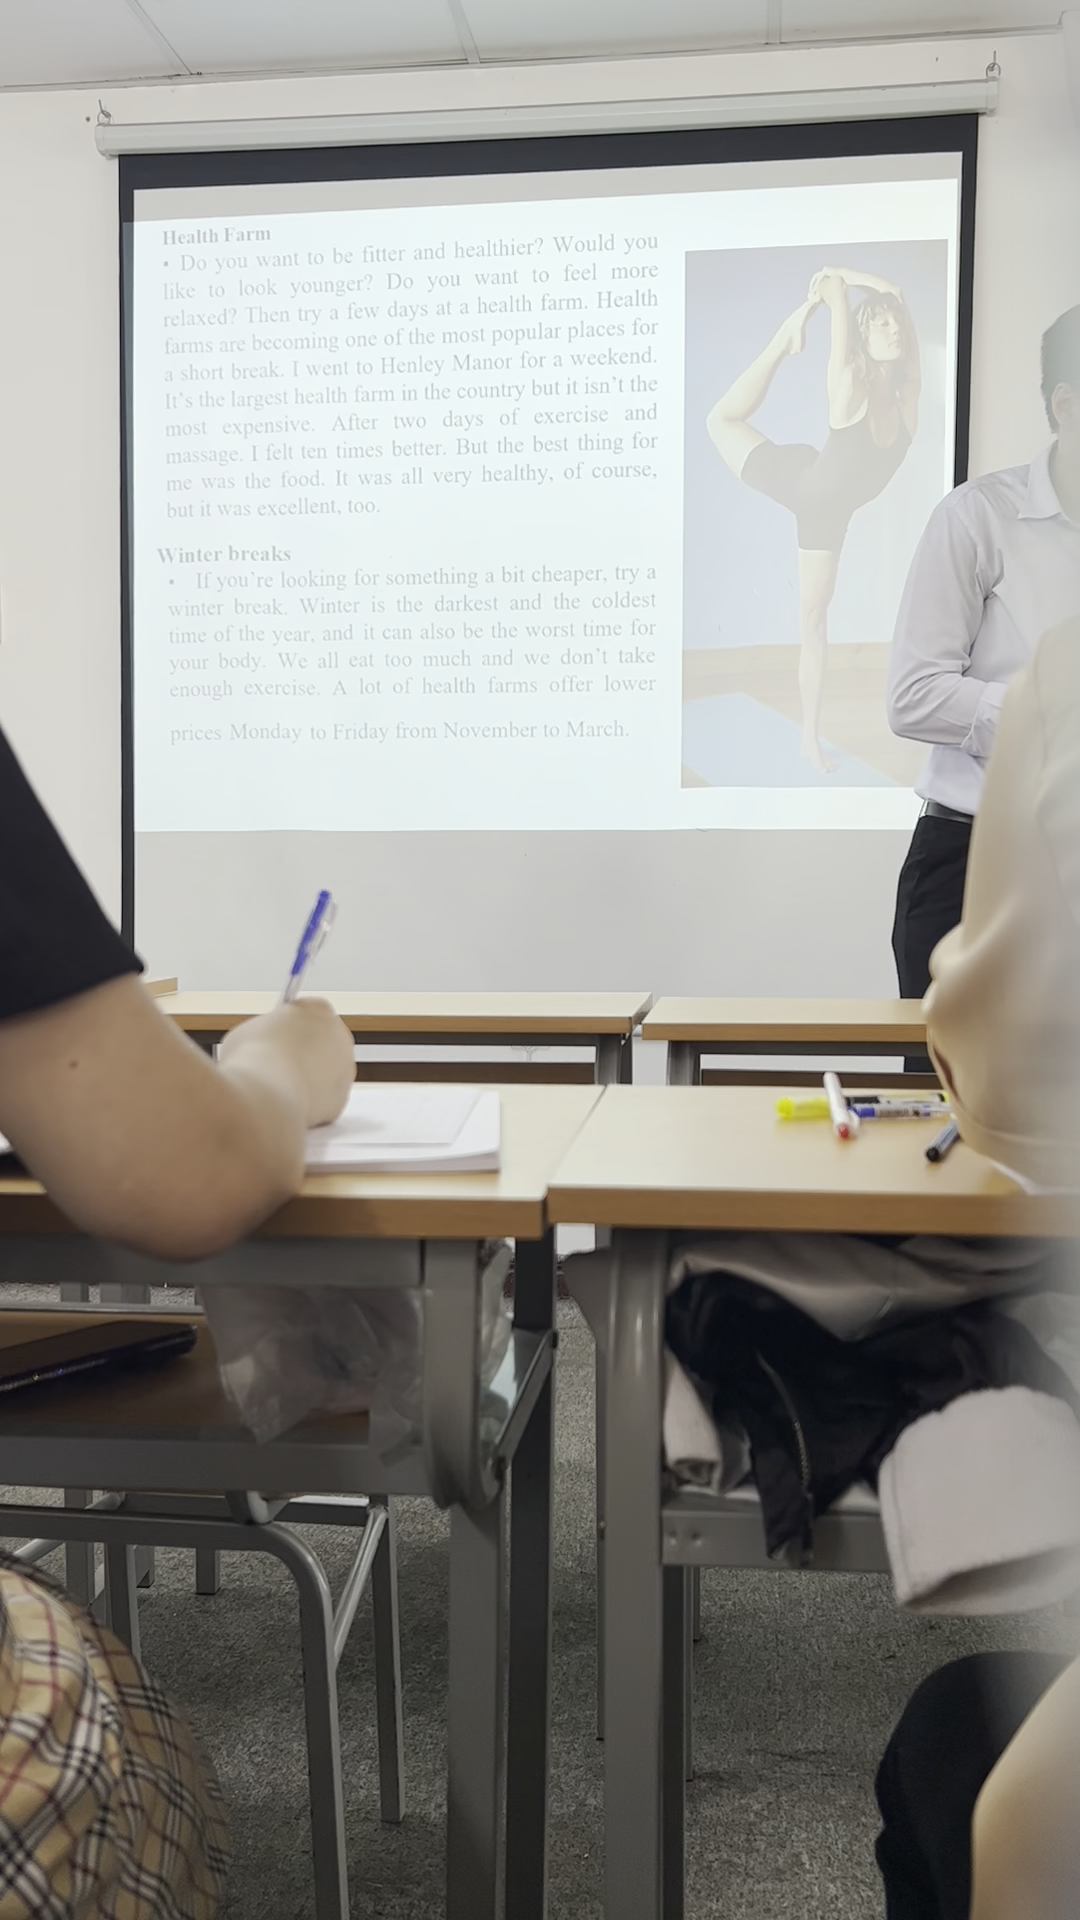 Health Farm
• Do you want to be fitter and healthier? Would you
like to look younger? Do you want to feel more
relaxed? Then try a few days at a health farm. Health
farms are becoming one of the most popular places for
a short break. I went to Henley Manor for a weekend.
It's the largest health farm in the country but it isn't the
most expensive. After two days of exercise and
massage. I felt ten times better. But the best thing for
me was the food. It was all very healthy, of course,
but it was excellent, too.
Winter breaks
• If you're looking for something a bit cheaper, try a
winter break. Winter is the darkest and the coldest
time of the year, and it can also be the worst time for
your body. We all eat too much and we don't take
enough exercise. A lot of health farms offer lower
prices Monday to Friday from November to March.